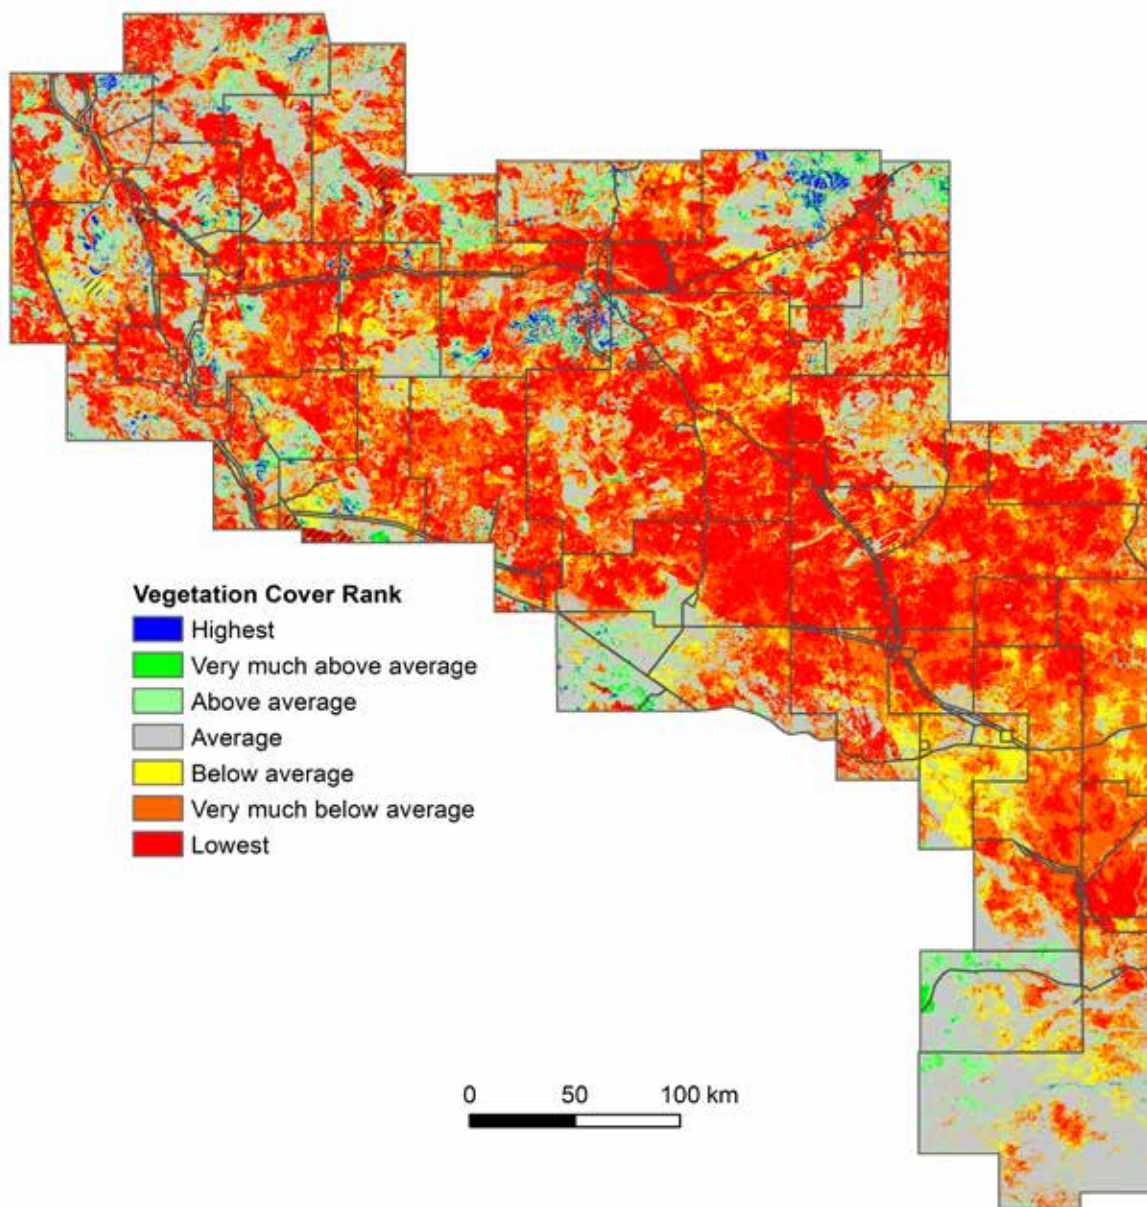 Vegetation Cover Rank
Highest
Very much above average
Above average
Average
Below average
Very much below average
Lowest
0 50 100 km